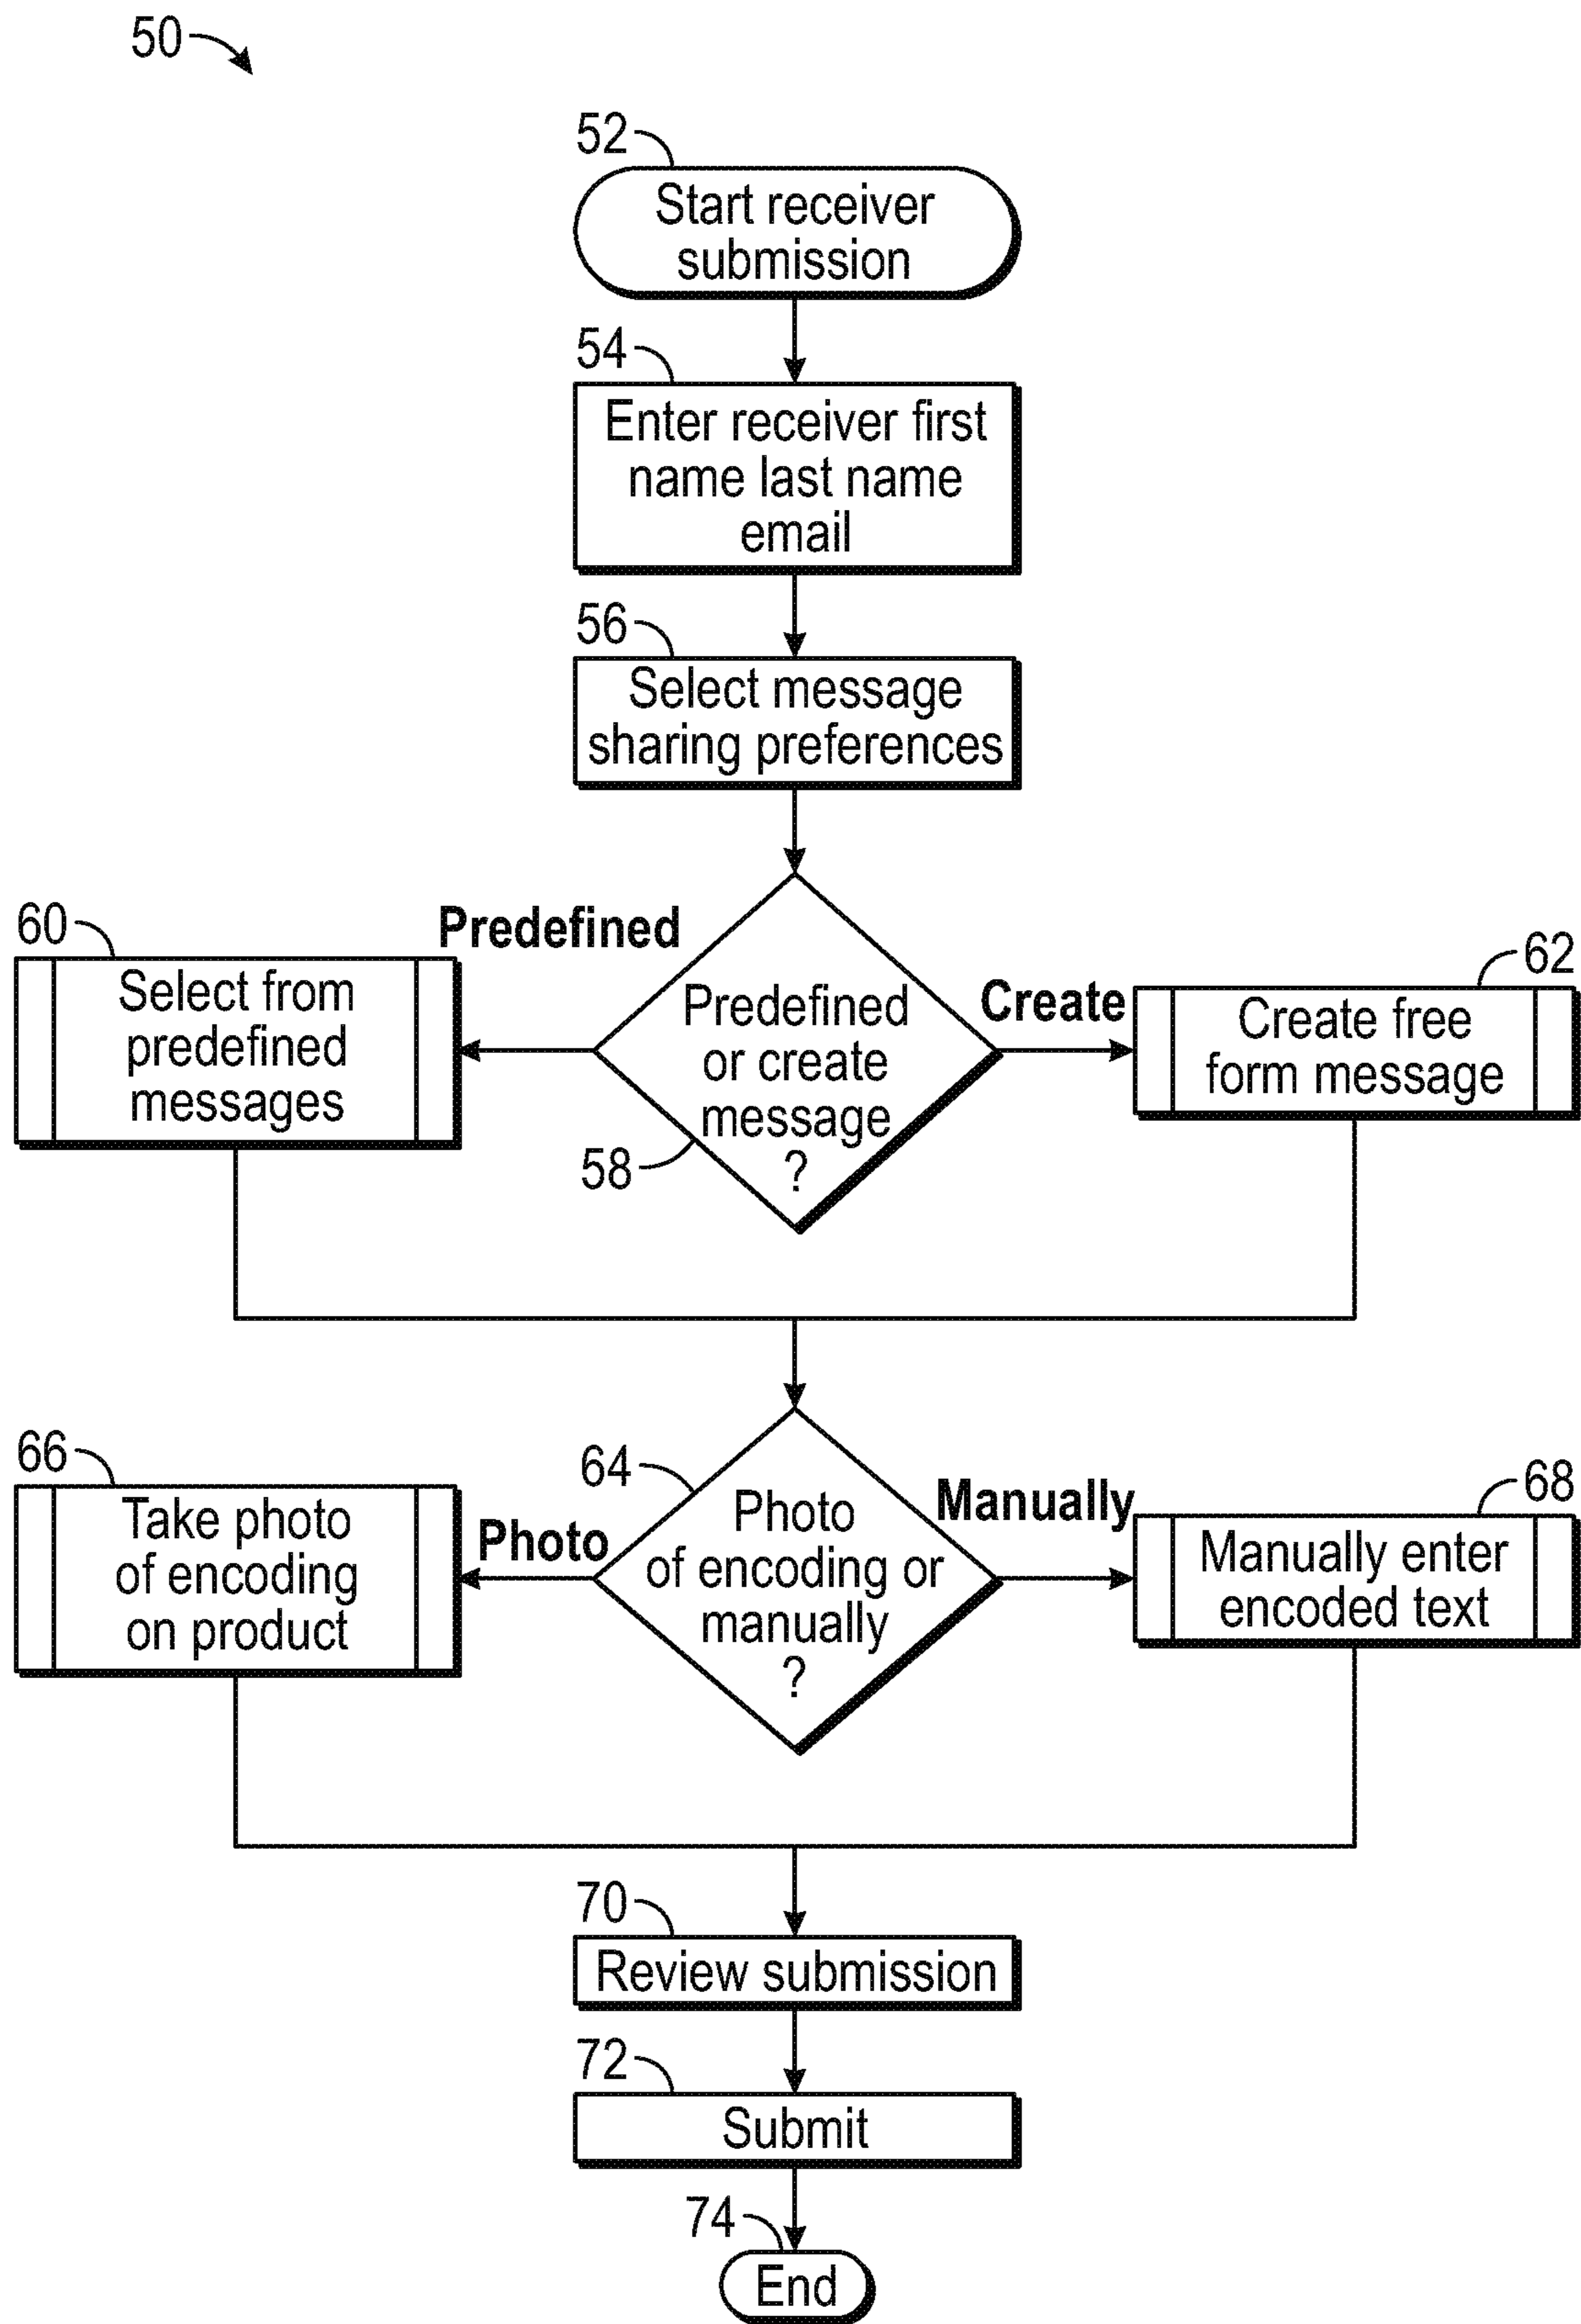 50
52
Start receiver
submission
54
Enter receiver first
name last name
email
56
Select message
sharing preferences
60
Select from
predefined
messages
Predefined
Predefined
or create
message
?
58
Create
62
Create free
form message
66
Take photo
of encoding
on product
Photo
64
Photo
of encoding or
manually
?
Manually
68
Manually enter
encoded text
70
Review submission
72
Submit
74
End